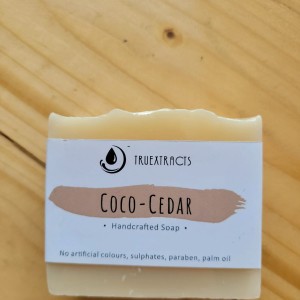 TRUEXTRACTS
COCO-CEDAR
• Handcrafted Soap •
No artificial colours, sulphates, paraben, palm oil